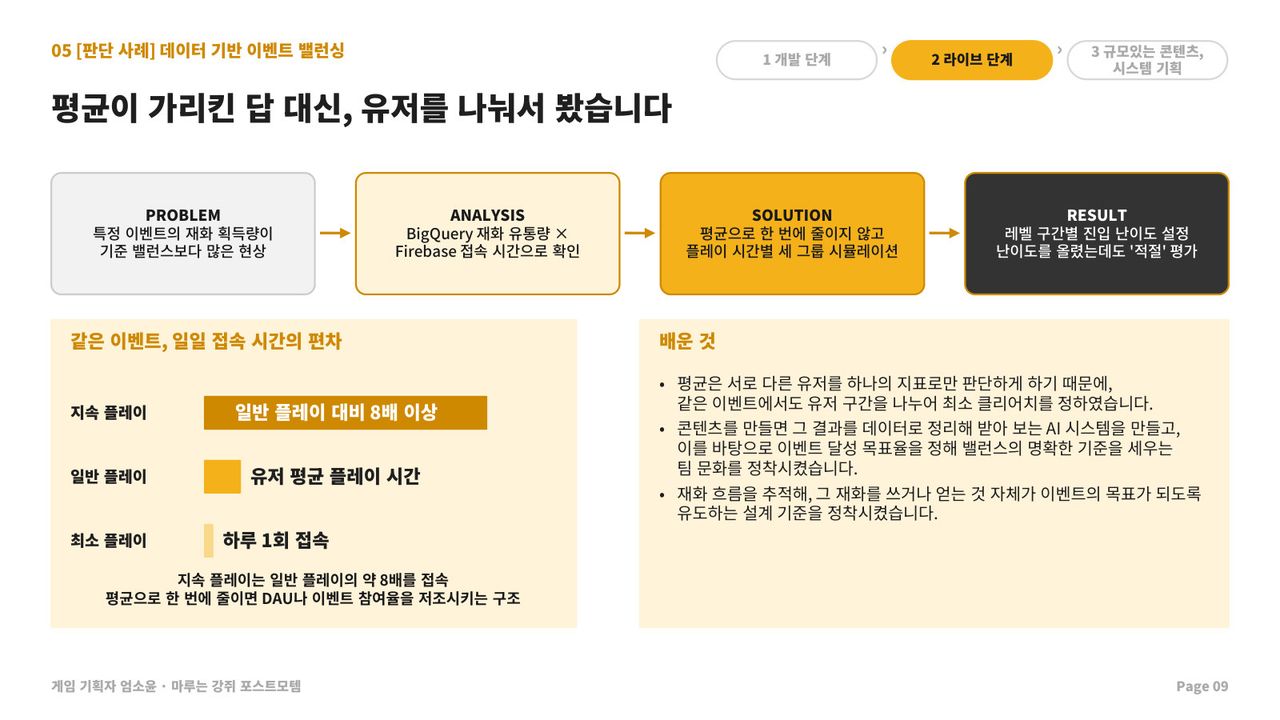 05 [판단 사례] 데이터 기반 이벤트 밸런싱
1 개발 단계
›
2 라이브 단계
›
3 규모있는 콘텐츠,
시스템 기획
평균이 가리킨 답 대신, 유저를 나눠서 봤습니다
PROBLEM
특정 이벤트의 재화 획득량이
기준 밸런스보다 많은 현상
ANALYSIS
BigQuery 재화 유통량 ×
Firebase 접속 시간으로 확인
SOLUTION
평균으로 한 번에 줄이지 않고
플레이 시간별 세 그룹 시뮬레이션
RESULT
레벨 구간별 진입 난이도 설정
난이도를 올렸는데도 '적절' 평가
같은 이벤트, 일일 접속 시간의 편차
지속 플레이
일반 플레이 대비 8배 이상
일반 플레이
유저 평균 플레이 시간
최소 플레이
하루 1회 접속
지속 플레이는 일반 플레이의 약 8배를 접속
평균으로 한 번에 줄이면 DAU나 이벤트 참여율을 저조시키는 구조
배운 것
• 평균은 서로 다른 유저를 하나의 지표로만 판단하게 하기 때문에,
같은 이벤트에서도 유저 구간을 나누어 최소 클리어치를 정하였습니다.
• 콘텐츠를 만들면 그 결과를 데이터로 정리해 받아 보는 AI 시스템을 만들고,
이를 바탕으로 이벤트 달성 목표율을 정해 밸런스의 명확한 기준을 세우는
팀 문화를 정착시켰습니다.
• 재화 흐름을 추적해, 그 재화를 쓰거나 얻는 것 자체가 이벤트의 목표가 되도록
유도하는 설계 기준을 정착시켰습니다.
게임 기획자 엄소윤 · 마루는 강쥐 포스트모템
Page 09